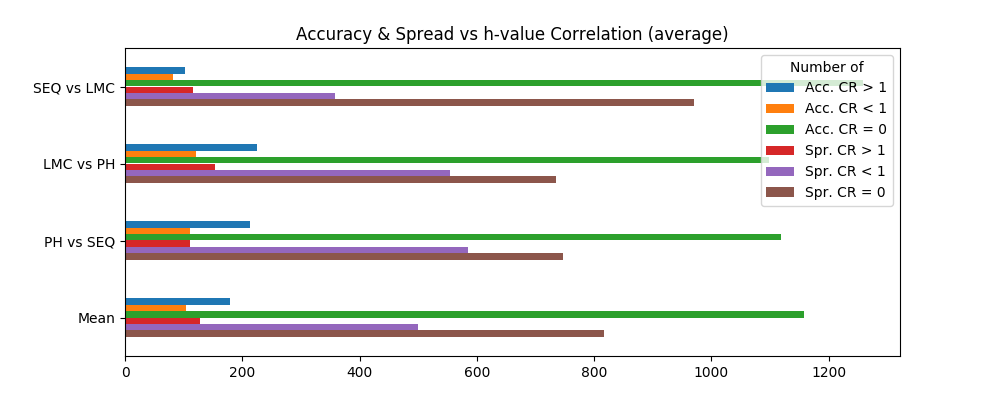 Accuracy & Spread vs h-value Correlation (average)
Number of
Acc. CR > 1
Acc. CR < 1
Acc. CR = 0
Spr. CR > 1
Spr. CR < 1
Spr. CR = 0
SEQ vs LMC
LMC vs PH
PH vs SEQ
Mean
0 200 400 600 800 1000 1200